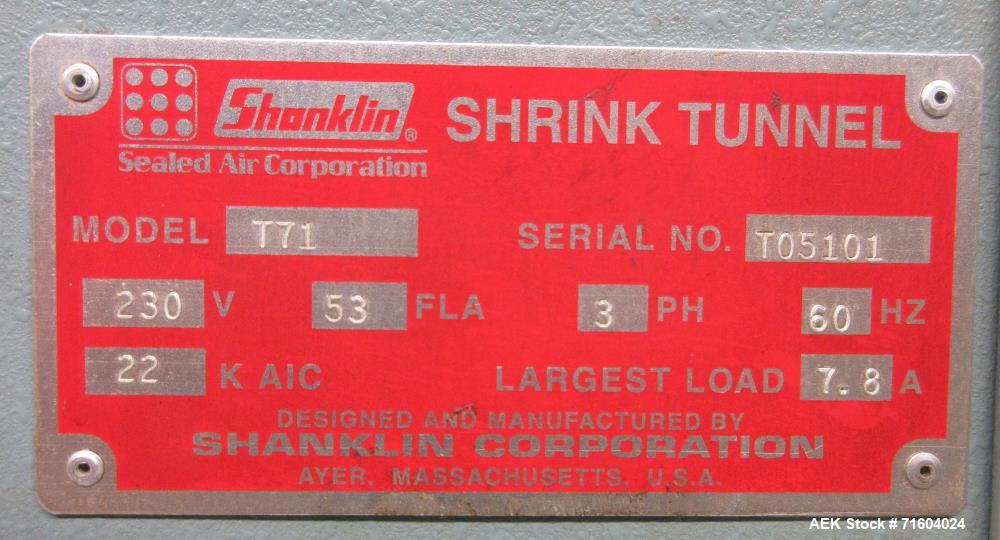 Shanklin®
SHRINK TUNNEL
Sealed Air Corporation
MODEL T71 SERIAL NO. T05101
230 V 53 FLA 3 PH 60 HZ
22 K AIC LARGEST LOAD 7.8 A
DESIGNED AND MANUFACTURED BY
SHANKLIN CORPORATION
AYER, MASSACHUSETTS, U.S.A.
AEK Stock # 71604024